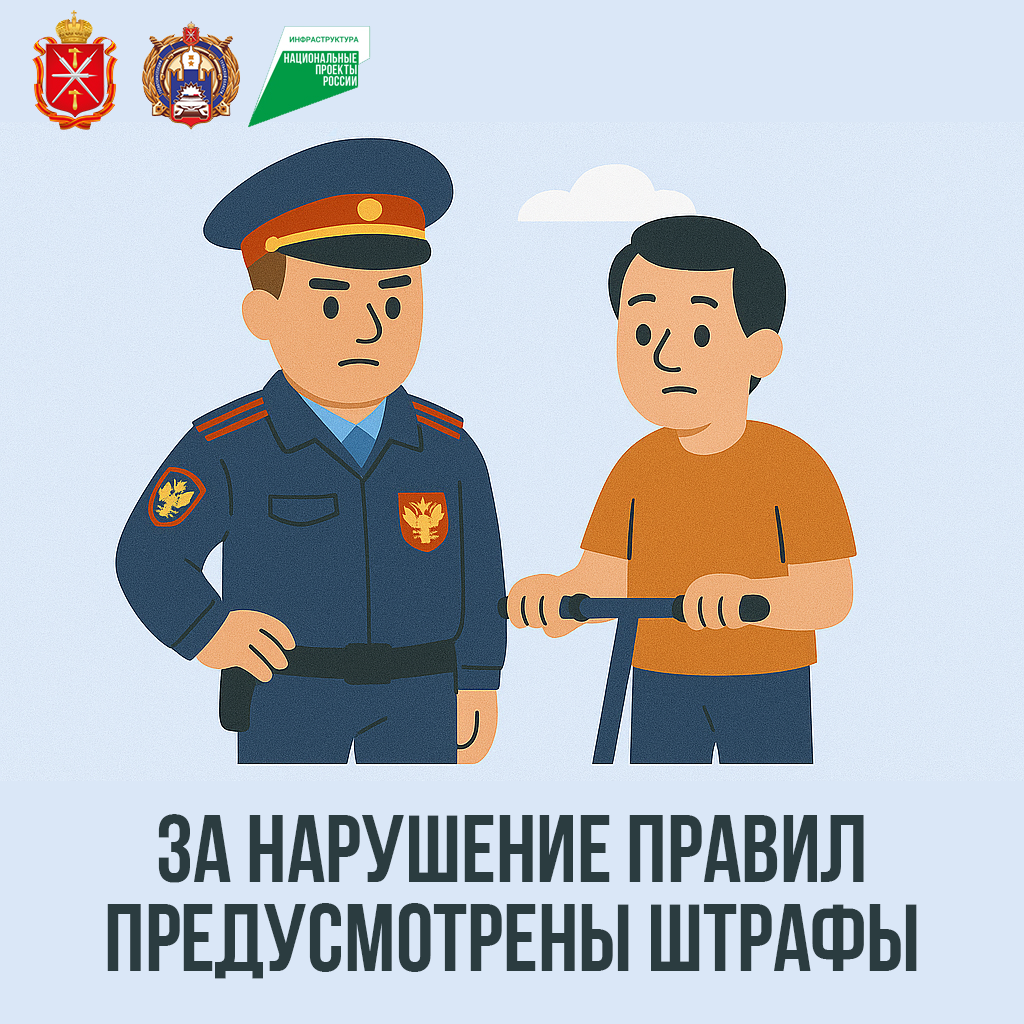 ИНФРАСТРУКТУРА
НАЦИОНАЛЬНЫЕ
ПРОЕКТЫ
РОССИИ
ЗА НАРУШЕНИЕ ПРАВИЛ
ПРЕДУСМОТРЕНЫ ШТРАФЫ